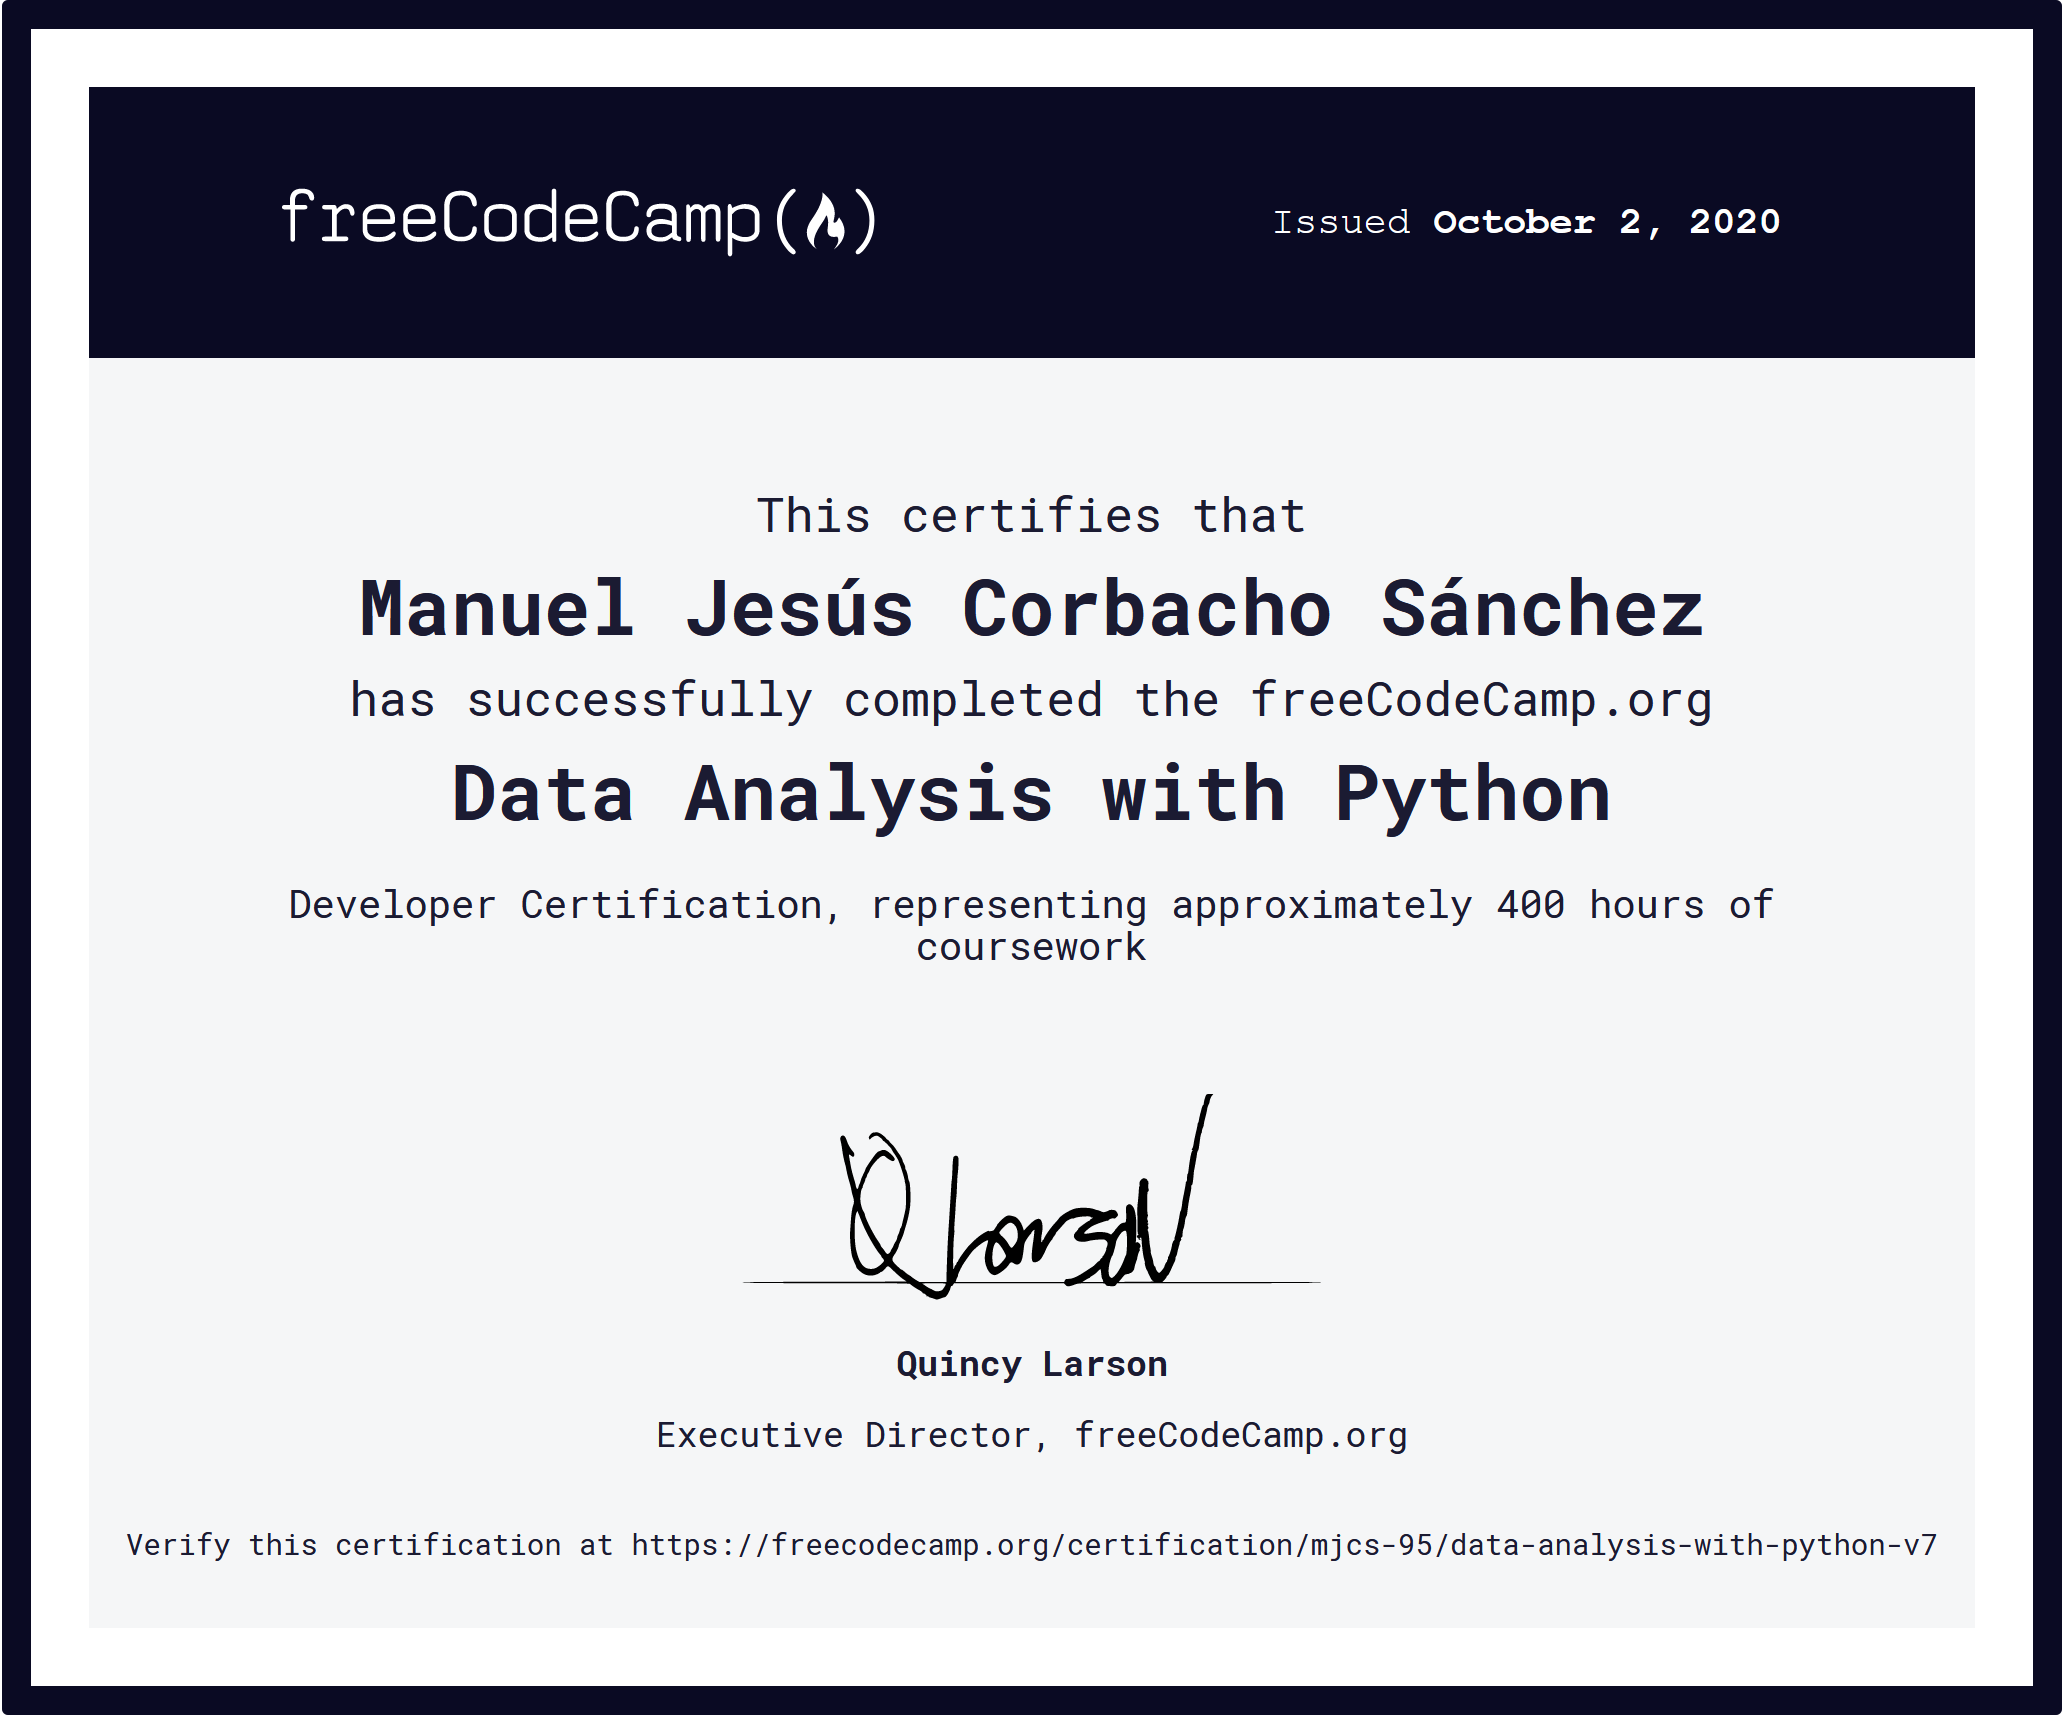 freeCodeCamp(🔥)
Issued October 2, 2020
This certifies that
Manuel Jesús Corbacho Sánchez
has successfully completed the freeCodeCamp.org
Data Analysis with Python
Developer Certification, representing approximately 400 hours of
coursework
Q Larson
Quincy Larson
Executive Director, freeCodeCamp.org
Verify this certification at https://freecodecamp.org/certification/mjcs-95/data-analysis-with-python-v7